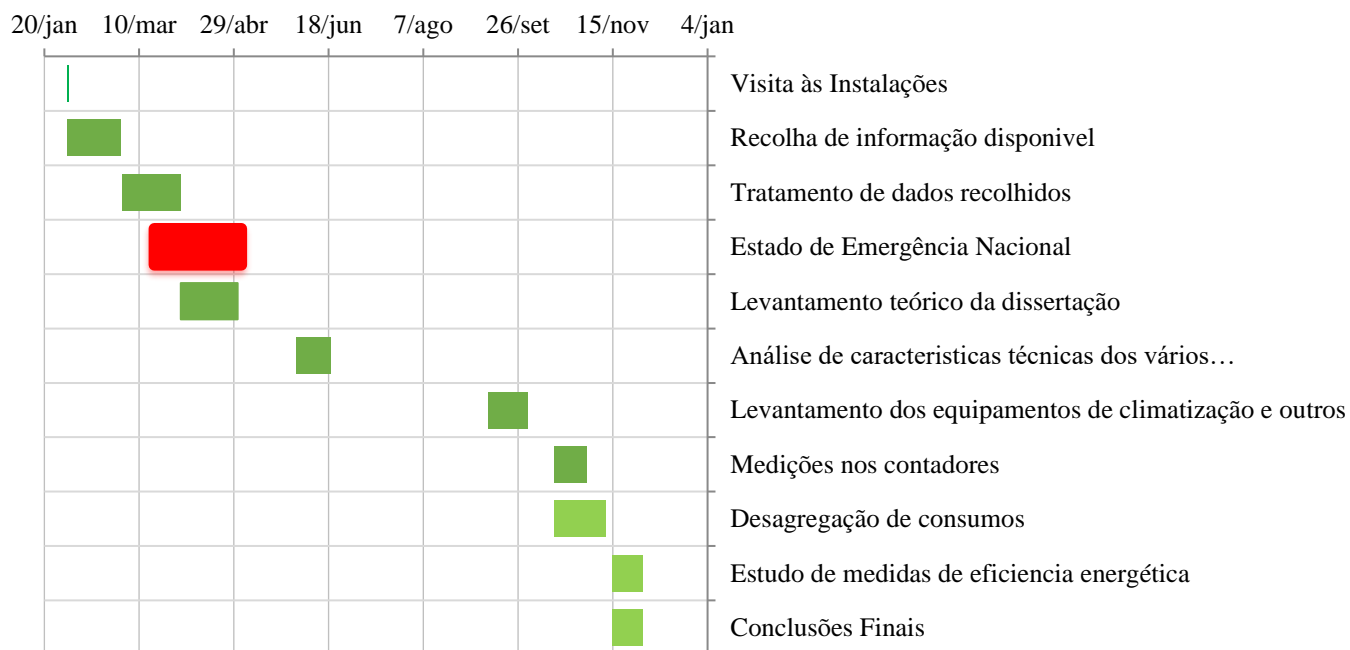 20/jan 10/mar 29/abr 18/jun 7/ago 26/set 15/nov 4/jan
Visita às Instalações
Recolha de informação disponivel
Tratamento de dados recolhidos
Estado de Emergência Nacional
Levantamento teórico da dissertação
Análise de caracteristicas técnicas dos vários…
Levantamento dos equipamentos de climatização e outros
Medições nos contadores
Desagregação de consumos
Estudo de medidas de eficiencia energética
Conclusões Finais